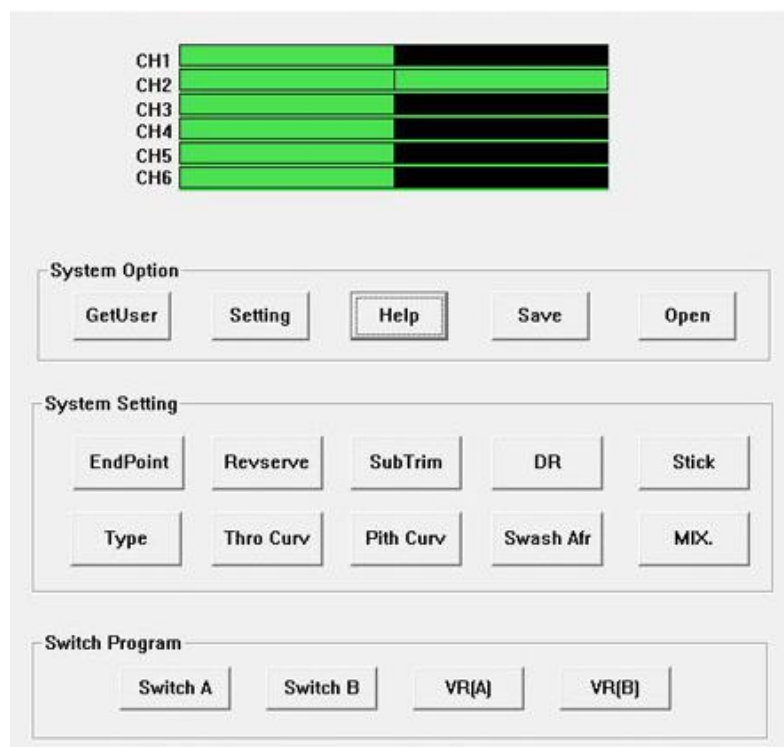 CH1
CH2
CH3
CH4
CH5
CH6
System Option
GetUser Setting Help Save Open
System Setting
EndPoint Revserve SubTrim DR Stick
Type Thro Curv Pith Curv Swash Afr MIX.
Switch Program
Switch A Switch B VR(A) VR(B)